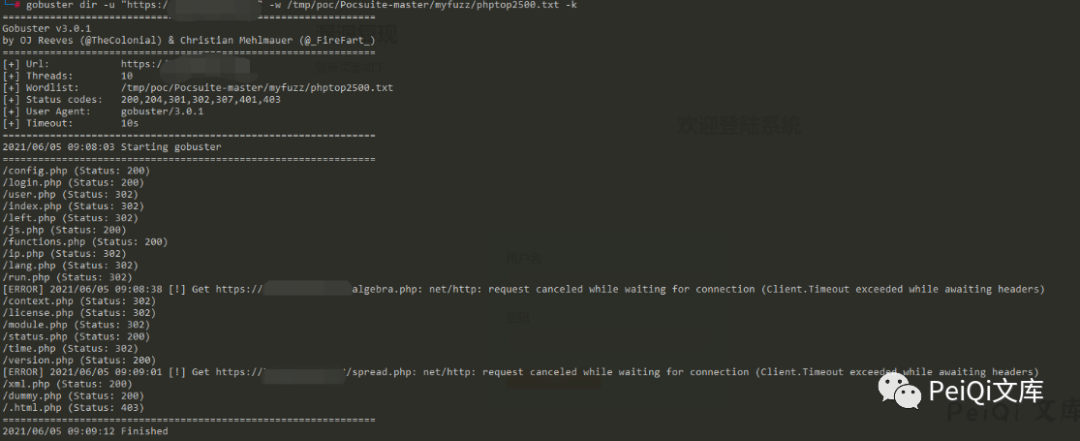 # gobuster dir -u "https:/ " -w /tmp/poc/Pocsuite-master/myfuzz/phptop2500.txt -k
===============================================================
Gobuster v3.0.1
by OJ Reeves (@TheColonial) & Christian Mehlmauer (@_FireFart_)
===============================================================
[+] Url: https:/
[+] Threads: 10
[+] Wordlist: /tmp/poc/Pocsuite-master/myfuzz/phptop2500.txt
[+] Status codes: 200,204,301,302,307,401,403
[+] User Agent: gobuster/3.0.1
[+] Timeout: 10s
===============================================================
2021/06/05 09:08:03 Starting gobuster
===============================================================
/config.php (Status: 200)
/login.php (Status: 200)
/user.php (Status: 302)
/index.php (Status: 302)
/left.php (Status: 302)
/js.php (Status: 200)
/functions.php (Status: 200)
/ip.php (Status: 302)
/lang.php (Status: 302)
/run.php (Status: 302)
[ERROR] 2021/06/05 09:08:38 [!] Get https:// algebra.php: net/http: request canceled while waiting for connection (Client.Timeout exceeded while awaiting headers)
/context.php (Status: 302)
/license.php (Status: 302)
/module.php (Status: 302)
/status.php (Status: 200)
/time.php (Status: 302)
/version.php (Status: 200)
[ERROR] 2021/06/05 09:09:01 [!] Get https:/ /spread.php: net/http: request canceled while waiting for connection (Client.Timeout exceeded while awaiting headers)
/xml.php (Status: 200)
/dummy.php (Status: 200)
/.html.php (Status: 403)
===============================================================
2021/06/05 09:09:12 Finished
欢迎登陆系统
PeiQi文库
PeiQi 文库